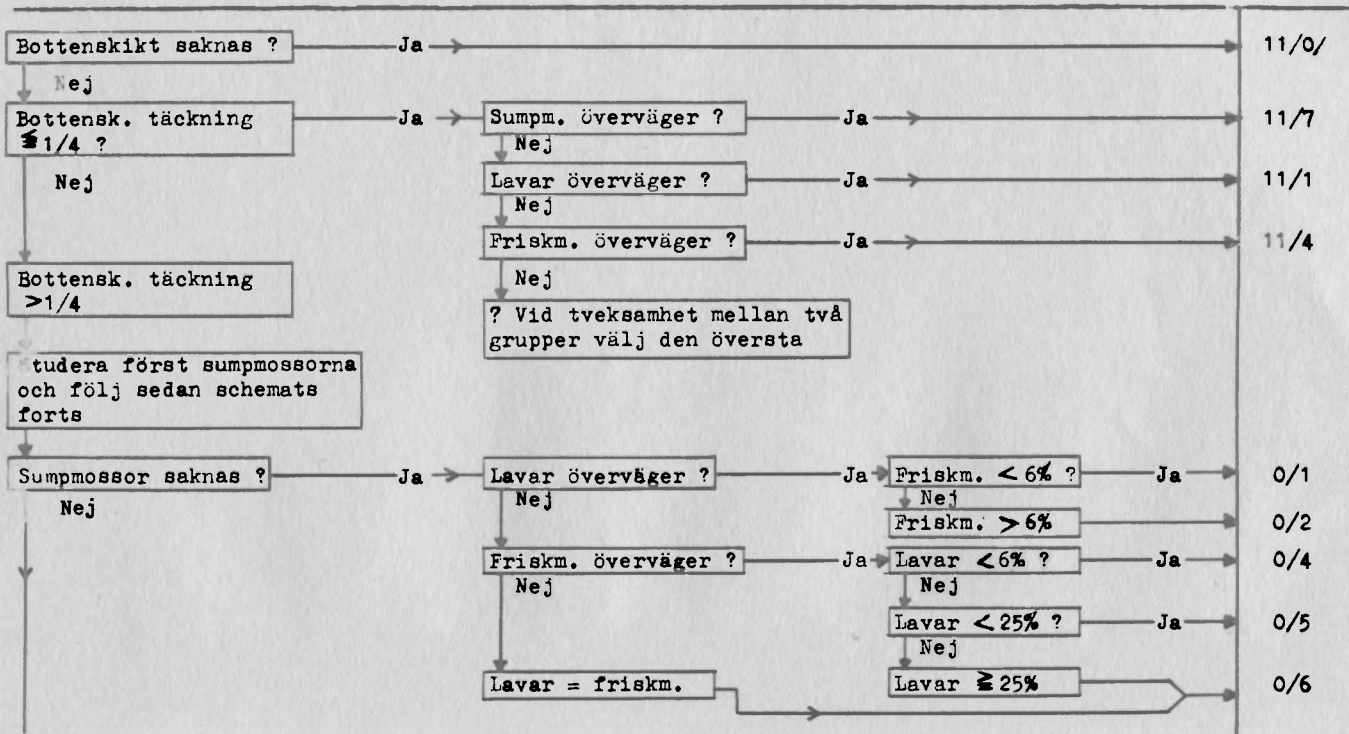 Bottenskikt saknas ? Ja 11/0/
Nej
Bottensk. täckning
≦ 1/4 ? Ja Sumpm. överväger ? Ja 11/7
Nej
Nej
Lavar överväger ? Ja 11/1
Nej
Friskm. överväger ? Ja 11/4
Bottensk. täckning
>1/4
Nej
? Vid tveksamhet mellan två
grupper välj den översta
tudera först sumpmossorna
och följ sedan schemats
forts
Sumpmossor saknas ? Ja Lavar överväger ? Ja Friskm. < 6% ? Ja 0/1
Nej
Nej
Nej
Friskm. > 6% 0/2
Friskm. överväger ? Ja Lavar <6% ? Ja 0/4
Nej
Nej
Lavar < 25% ? Ja 0/5
Nej
Lavar = friskm. Lavar ≧ 25% 0/6